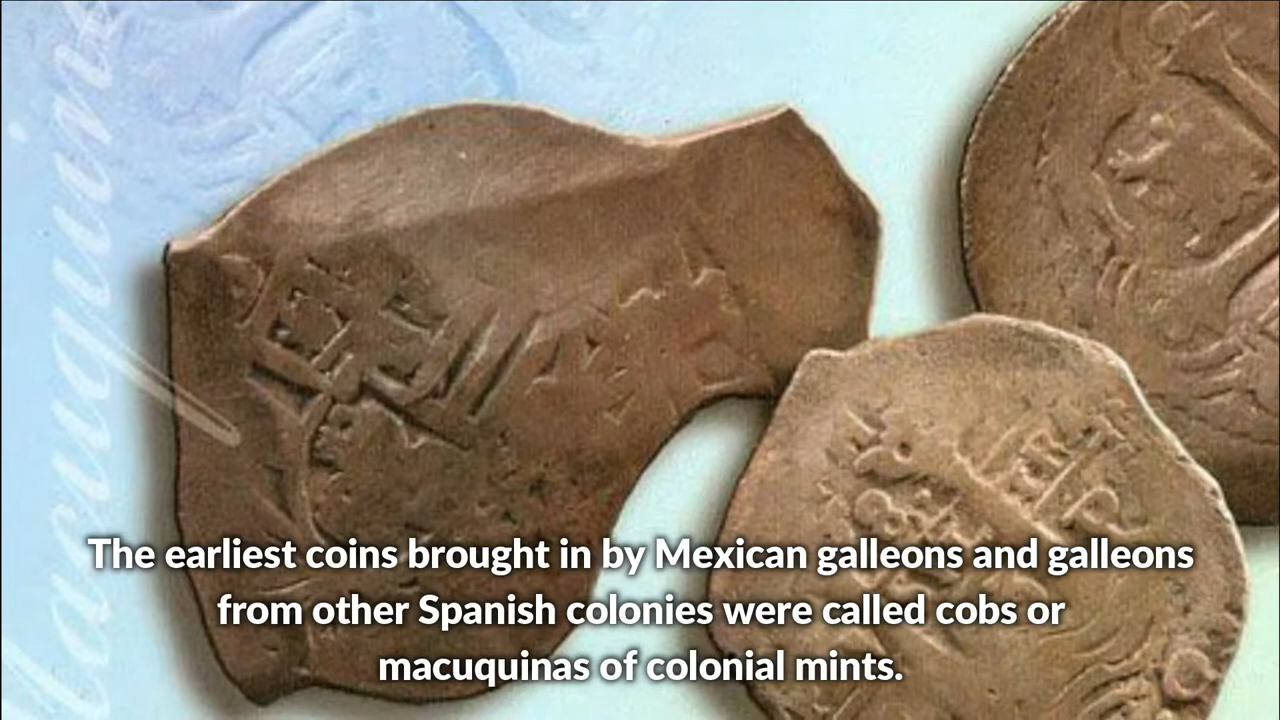 The earliest coins brought in by Mexican galleons and galleons
from other Spanish colonies were called cobs or
macuquinas of colonial mints.